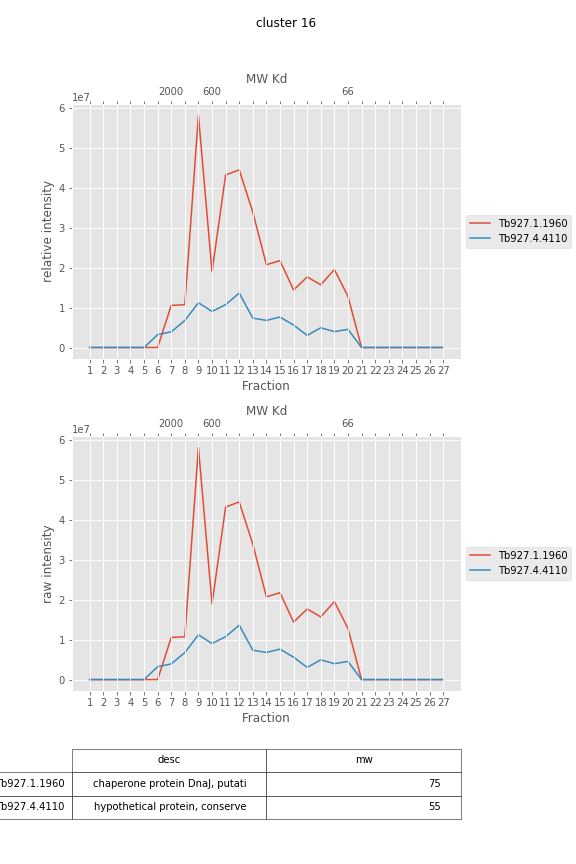 cluster 16
MW Kd
2000 600 66
1e7
6
5
4
3
2
1
0
relative intensity
1 2 3 4 5 6 7 8 9 10 11 12 13 14 15 16 17 18 19 20 21 22 23 24 25 26 27
Fraction
Tb927.1.1960
Tb927.4.4110
MW Kd
2000 600 66
1e7
6
5
4
3
2
1
0
raw intensity
1 2 3 4 5 6 7 8 9 10 11 12 13 14 15 16 17 18 19 20 21 22 23 24 25 26 27
Fraction
Tb927.1.1960
Tb927.4.4110
desc mw
b927.1.1960 chaperone protein DnaJ, putati 75
b927.4.4110 hypothetical protein, conserve 55